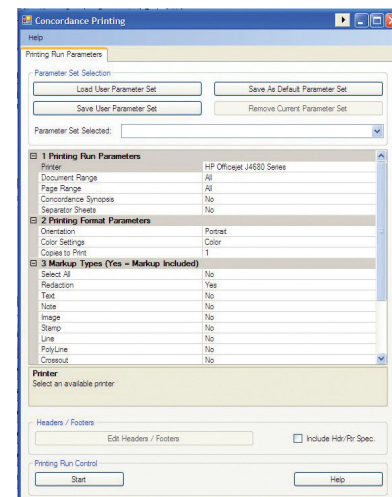 Concordance Printing
Help
Printing Run Parameters
Parameter Set Selection
Load User Parameter Set Save As Default Parameter Set
Save User Parameter Set Remove Current Parameter Set
Parameter Set Selected:
1 Printing Run Parameters
Printer HP Officejet J4680 Series
Document Range All
Page Range All
Concordance Synopsis No
Separator Sheets No
2 Printing Format Parameters
Orientation Portrait
Color Settings Color
Copies to Print 1
3 Markup Types (Yes = Markup Included)
Select All No
Redaction Yes
Text No
Note No
Image No
Stamp No
Line No
PolyLine No
Crossout No
Printer
Select an available printer
Headers / Footers
Edit Headers / Footers Include Hdr/Ftr Spec.
Printing Run Control
Start Help